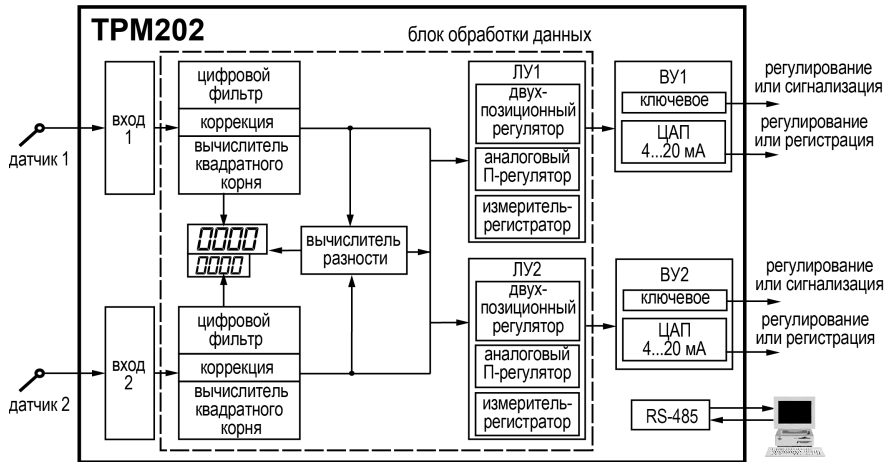 ТРМ202
блок обработки данных
датчик 1
вход
1
цифровой
фильтр
коррекция
вычислитель
квадратного
корня
0000
0000
вычислитель
разности
датчик 2
вход
2
цифровой
фильтр
коррекция
вычислитель
квадратного
корня
ЛУ1
двух-
позиционный
регулятор
аналоговый
П-регулятор
измеритель-
регистратор
ЛУ2
двух-
позиционный
регулятор
аналоговый
П-регулятор
измеритель-
регистратор
ВУ1
ключевое
ЦАП
4...20 мА
регулирование
или сигнализация
регулирование
или регистрация
ВУ2
ключевое
ЦАП
4...20 мА
регулирование
или сигнализация
регулирование
или регистрация
RS-485